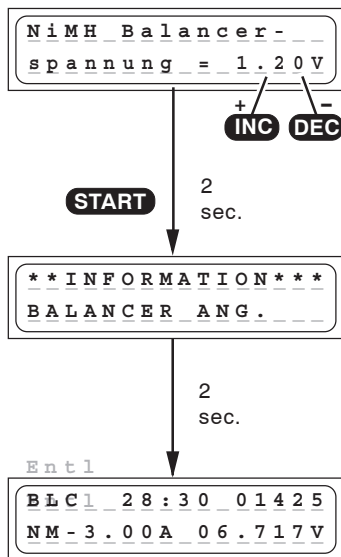 NiMH Balancer-
spannung = 1.20V
+ -
INC DEC
START
2
sec.
**INFORMATION***
BALANCER ANG.
2
sec.
Entl
BLC 28:30 01425
NM-3.00A 06.717V